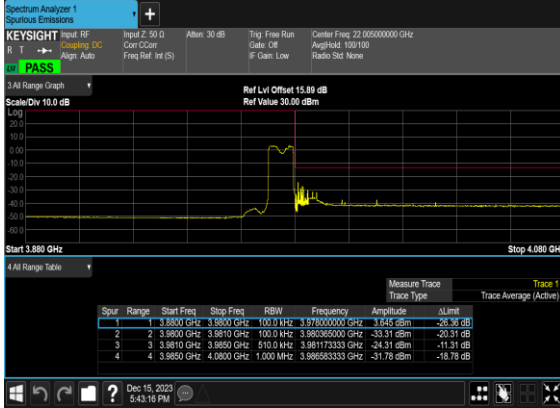 Spectrum Analyzer 1
Spurious Emissions
KEYSIGHT Input: RF Input Z: 50 Ω Atten: 30 dB Trig: Free Run Center Freq: 22.005000000 GHz
R T Coupling: DC Corr CCorr Gate: Off Avg|Hold: 100/100
Align: Auto Freq Ref: Int (S) IF Gain: Low Radio Std: None
PASS
3 All Range Graph
Ref Lvl Offset 15.89 dB
Scale/Div 10.0 dB Ref Value 30.00 dBm
Log
20.0
10.0
0.00
-10.0
-20.0
-30.0
-40.0
-50.0
-60.0
Start 3.880 GHz Stop 4.080 GH
4 All Range Table
Measure Trace Trace 1
Trace Type Trace Average (Active)
Spur Range Start Freq Stop Freq RBW Frequency Amplitude ΔLimit
1 1 3.8800 GHz 3.9800 GHz 100.0 kHz 3.978000000 GHz 3.645 dBm -26.36 dB
2 2 3.9800 GHz 3.9810 GHz 100.0 kHz 3.980365000 GHz -33.31 dBm -20.31 dB
3 3 3.9810 GHz 3.9850 GHz 510.0 kHz 3.981173333 GHz -24.31 dBm -11.31 dB
4 4 3.9850 GHz 4.0800 GHz 1.000 MHz 3.986583333 GHz -31.78 dBm -18.78 dB
? Dec 15, 2023
5:43:16 PM